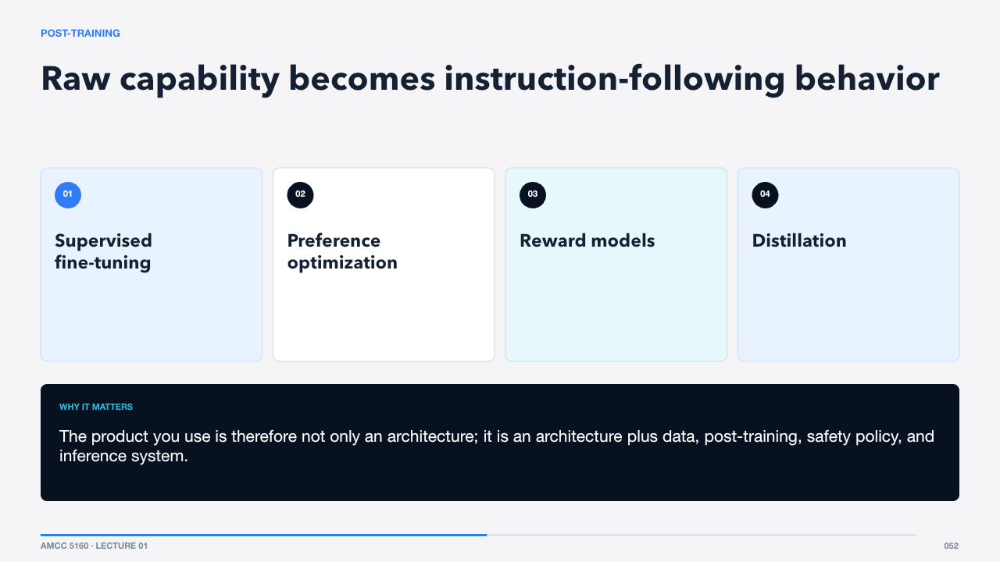 POST-TRAINING
Raw capability becomes instruction-following behavior
01
Supervised
fine-tuning
02
Preference
optimization
03
Reward models
04
Distillation
WHY IT MATTERS
The product you use is therefore not only an architecture; it is an architecture plus data, post-training, safety policy, and
inference system.
AMCC 5160 · LECTURE 01
052